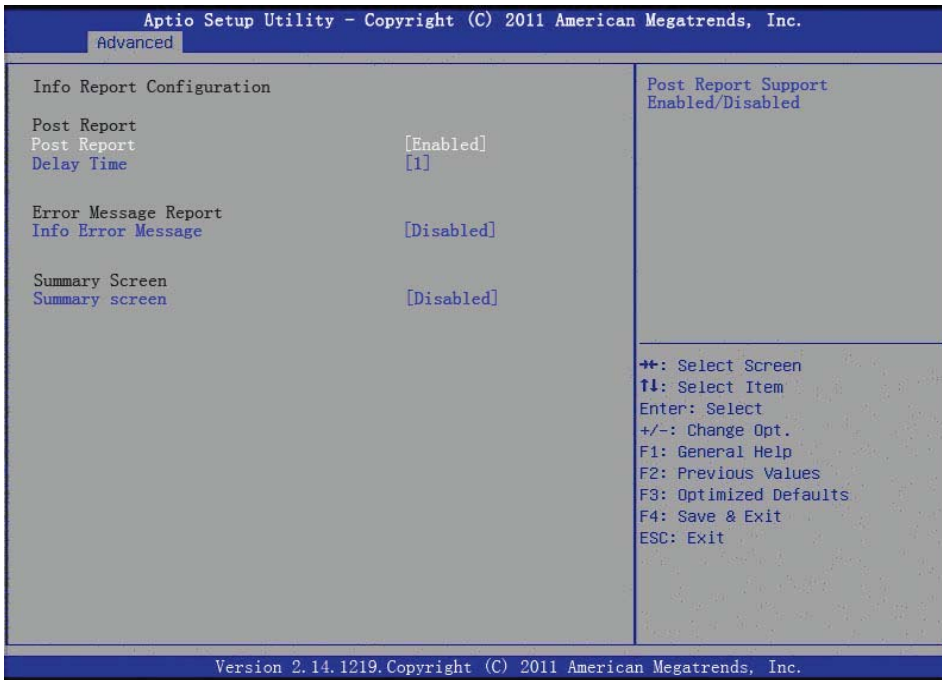 Aptio Setup Utility - Copyright (C) 2011 American Megatrends, Inc.
Advanced
Info Report Configuration
Post Report
Post Report [Enabled]
Delay Time [1]
Error Message Report
Info Error Message [Disabled]
Summary Screen
Summary screen [Disabled]
Post Report Support
Enabled/Disabled
→←: Select Screen
↑↓: Select Item
Enter: Select
+/-: Change Opt.
F1: General Help
F2: Previous Values
F3: Optimized Defaults
F4: Save & Exit
ESC: Exit
Version 2.14.1219.Copyright (C) 2011 American Megatrends, Inc.